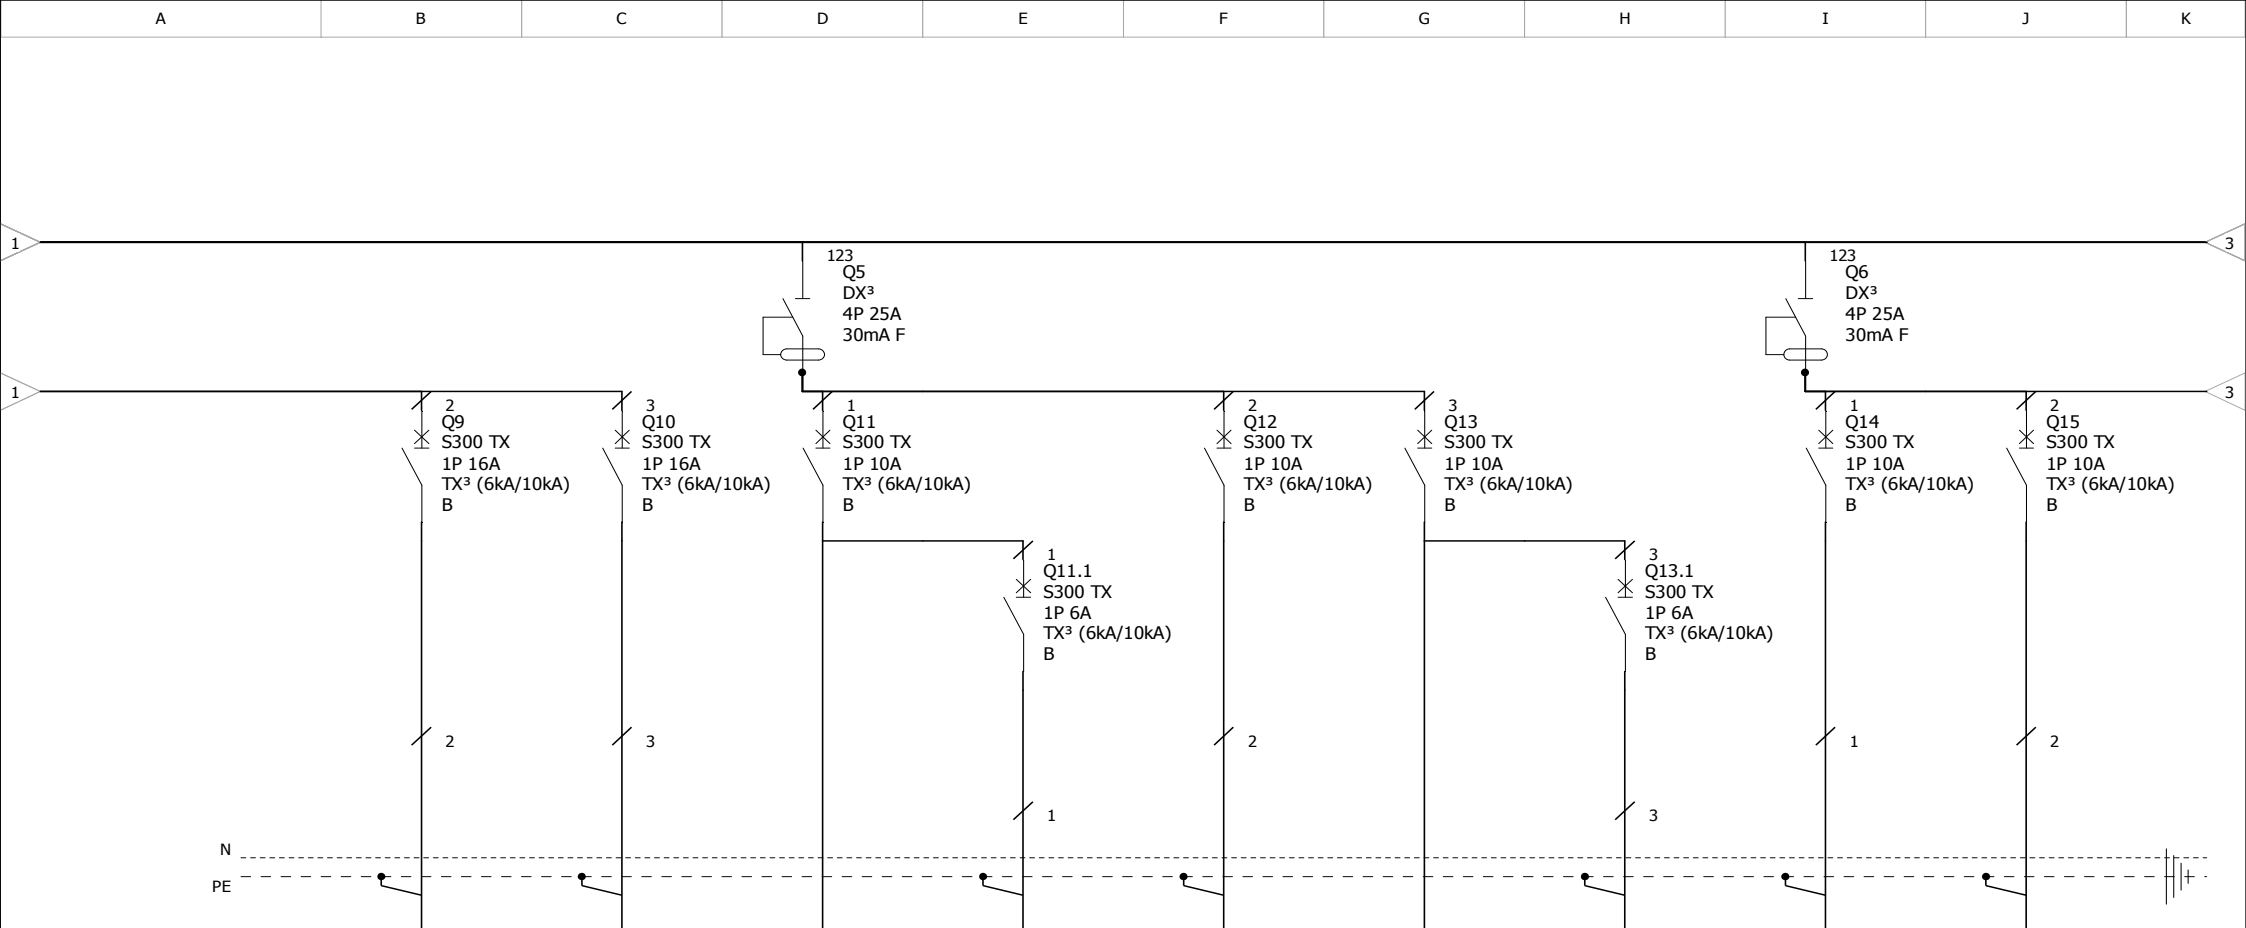 A B C D E F G H I J K
1 3
123
Q5
DX³
4P 25A
30mA F
123
Q6
DX³
4P 25A
30mA F
1 3
2
Q9
S300 TX
1P 16A
TX³ (6kA/10kA)
B
3
Q10
S300 TX
1P 16A
TX³ (6kA/10kA)
B
1
Q11
S300 TX
1P 10A
TX³ (6kA/10kA)
B
2
Q12
S300 TX
1P 10A
TX³ (6kA/10kA)
B
3
Q13
S300 TX
1P 10A
TX³ (6kA/10kA)
B
1
Q14
S300 TX
1P 10A
TX³ (6kA/10kA)
B
2
Q15
S300 TX
1P 10A
TX³ (6kA/10kA)
B
1
Q11.1
S300 TX
1P 6A
TX³ (6kA/10kA)
B
3
Q13.1
S300 TX
1P 6A
TX³ (6kA/10kA)
B
2 3 2 1 2
1 3
N
PE